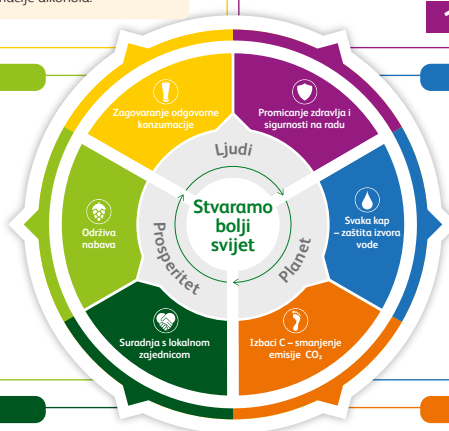 Zagovaranje odgovorne
konzumacije
Promicanje zdravlja i
sigurnosti na radu
Ljudi
Održiva
nabava
Prosperitet
Stvaramo
bolji
svijet
Planet
Svaka kap
– zaštita izvora
vode
Suradnja s lokalnom
zajednicom
Izbaci C – smanjenje
emisije CO₂